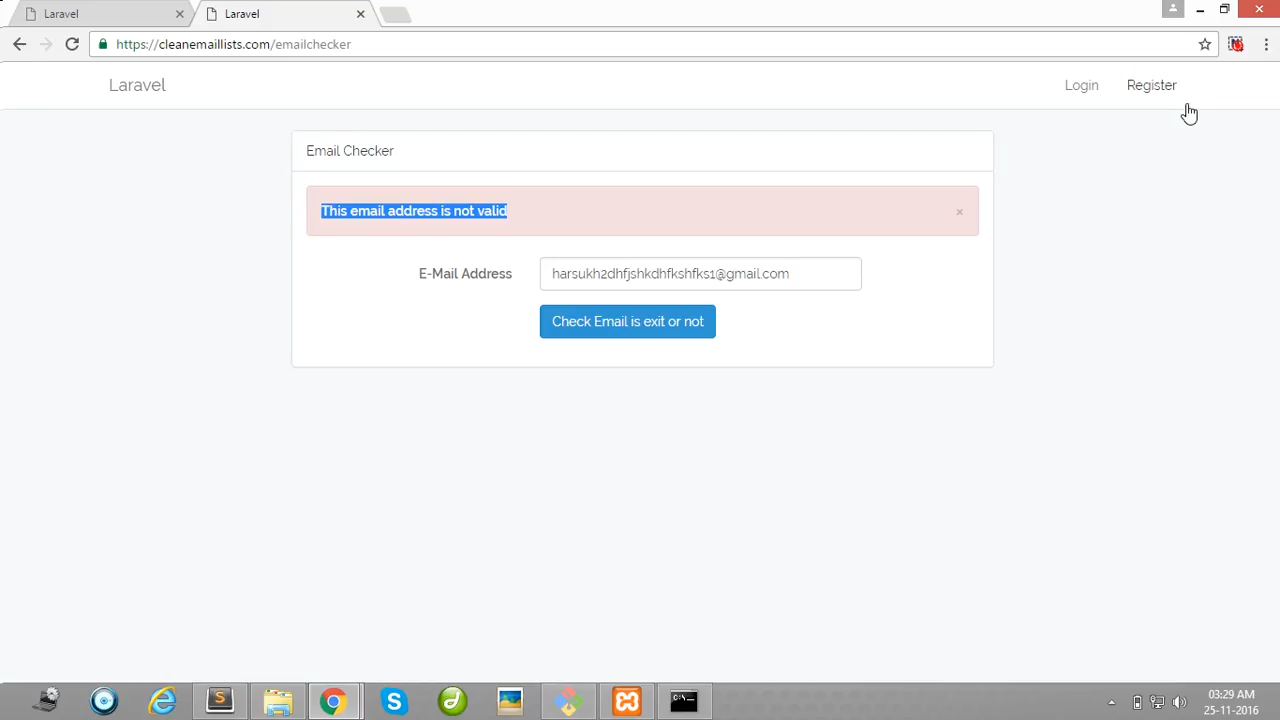 Laravel
Laravel
https://cleanemaillists.com/emailchecker
Laravel
Login
Register
Email Checker
This email address is not valid
×
E-Mail Address
harsukh2dhfjshkdhfkshfks1@gmail.com
Check Email is exit or not
03:29 AM
25-11-2016